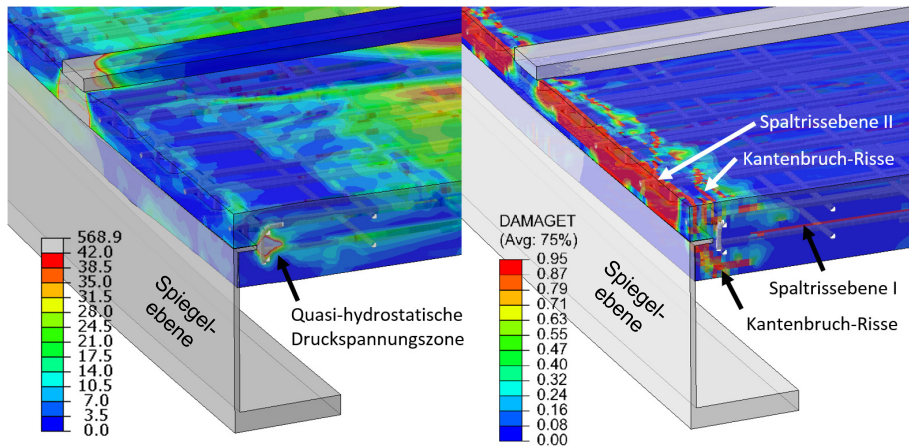 568.9
42.0
38.5
35.0
31.5
28.0
24.5
21.0
17.5
14.0
10.5
7.0
3.5
0.0
Spiegel-
ebene
Quasi-hydrostatische
Druckspannungszone
Spaltrissebene II
Kantenbruch-Risse
DAMAGET
(Avg: 75%)
0.95
0.87
0.79
0.71
0.63
0.55
0.47
0.40
0.32
0.24
0.16
0.08
0.00
Spiegel-
ebene
Spaltrissebene I
Kantenbruch-Risse